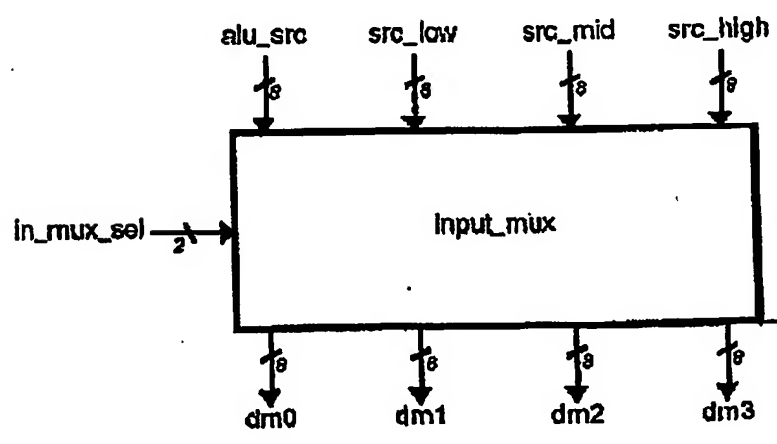 alu_src src_low src_mid src_high
8 8 8 8
in_mux_sel 2 input_mux
8 8 8 8
dm0 dm1 dm2 dm3